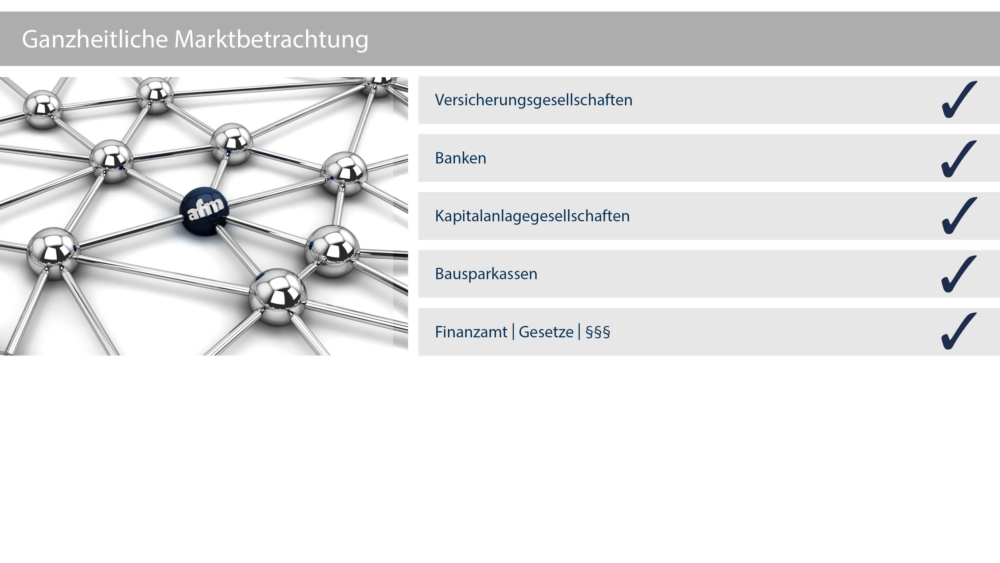 Ganzheitliche Marktbetrachtung
afm
Versicherungsgesellschaften
Banken
Kapitalanlagegesellschaften
Bausparkassen
Finanzamt | Gesetze | §§§